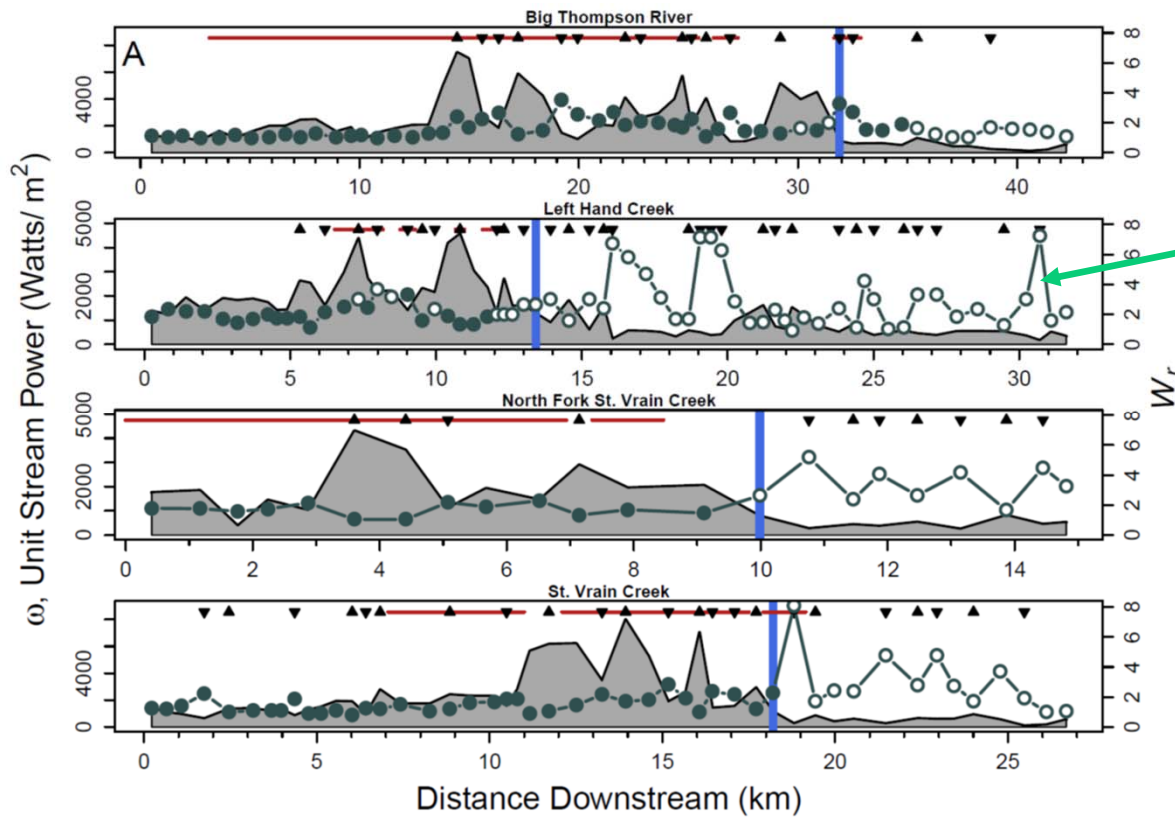 Big Thompson River
A
8
6
4
2
0
4000
0
0 10 20 30 40
Left Hand Creek
5000
2000
0
8
6
4
2
0
0 5 10 15 20 25 30
North Fork St. Vrain Creek
5000
2000
0
8
6
4
2
0
0 2 4 6 8 10 12 14
St. Vrain Creek
4000
0
8
6
4
2
0
0 5 10 15 20 25
Distance Downstream (km)
ω, Unit Stream Power (Watts/ m²)